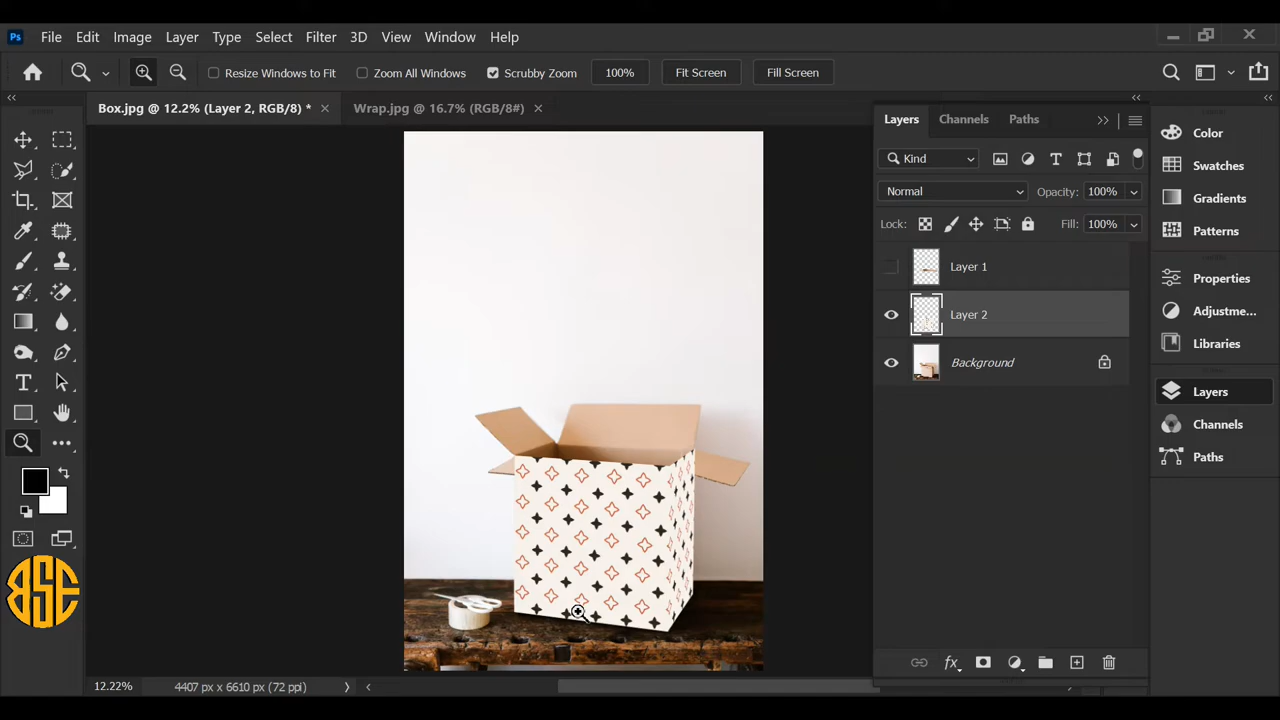 Ps File Edit Image Layer Type Select Filter 3D View Window Help
Resize Windows to Fit Zoom All Windows Scrubby Zoom 100% Fit Screen Fill Screen
Box.jpg @ 12.2% (Layer 2, RGB/8) * Wrap.jpg @ 16.7% (RGB/8#)
Layers Channels Paths
Kind
Normal Opacity: 100%
Lock: Fill: 100%
Layer 1
Layer 2
Background
Color
Swatches
Gradients
Patterns
Properties
Adjustme...
Libraries
Layers
Channels
Paths
BSE
12.22% 4407 px x 6610 px (72 ppi)
fx